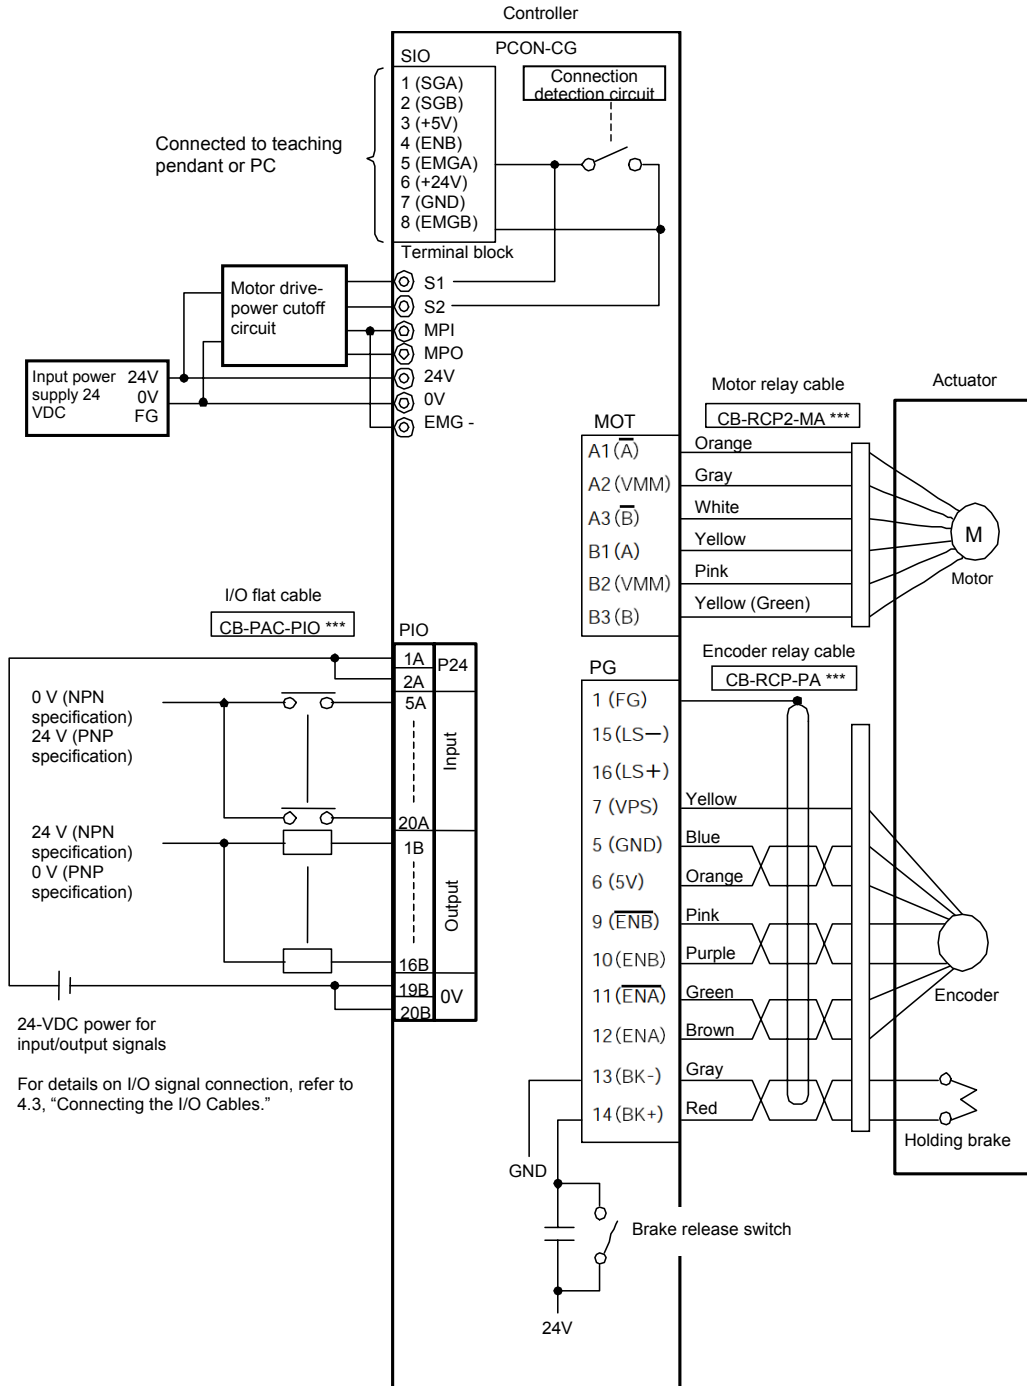 Controller
PCON-CG
SIO
1 (SGA)
2 (SGB)
3 (+5V)
4 (ENB)
5 (EMGA)
6 (+24V)
7 (GND)
8 (EMGB)
Connection
detection circuit
Connected to teaching
pendant or PC
Terminal block
S1
S2
MPI
MPO
24V
0V
EMG -
Motor drive-
power cutoff
circuit
Input power
supply 24
VDC
24V
0V
FG
Motor relay cable
CB-RCP2-MA ***
Actuator
MOT
A1(A̅)
A2(VMM)
A3(B̅)
B1(A)
B2(VMM)
B3(B)
Orange
Gray
White
Yellow
Pink
Yellow (Green)
M
Motor
I/O flat cable
CB-PAC-PIO ***
PIO
1A
2A
P24
5A
Input
20A
1B
Output
16B
19B
20B
0V
0 V (NPN
specification)
24 V (PNP
specification)
24 V (NPN
specification)
0 V (PNP
specification)
24-VDC power for
input/output signals
For details on I/O signal connection, refer to
4.3, “Connecting the I/O Cables.”
Encoder relay cable
CB-RCP-PA ***
PG
1 (FG)
15(LS−)
16(LS+)
7 (VPS)
5 (GND)
6 (5V)
9 (E̅N̅B̅)
10(ENB)
11(E̅N̅A̅)
12(ENA)
13(BK-)
14(BK+)
Yellow
Blue
Orange
Pink
Purple
Green
Brown
Gray
Red
Encoder
Holding brake
GND
Brake release switch
24V